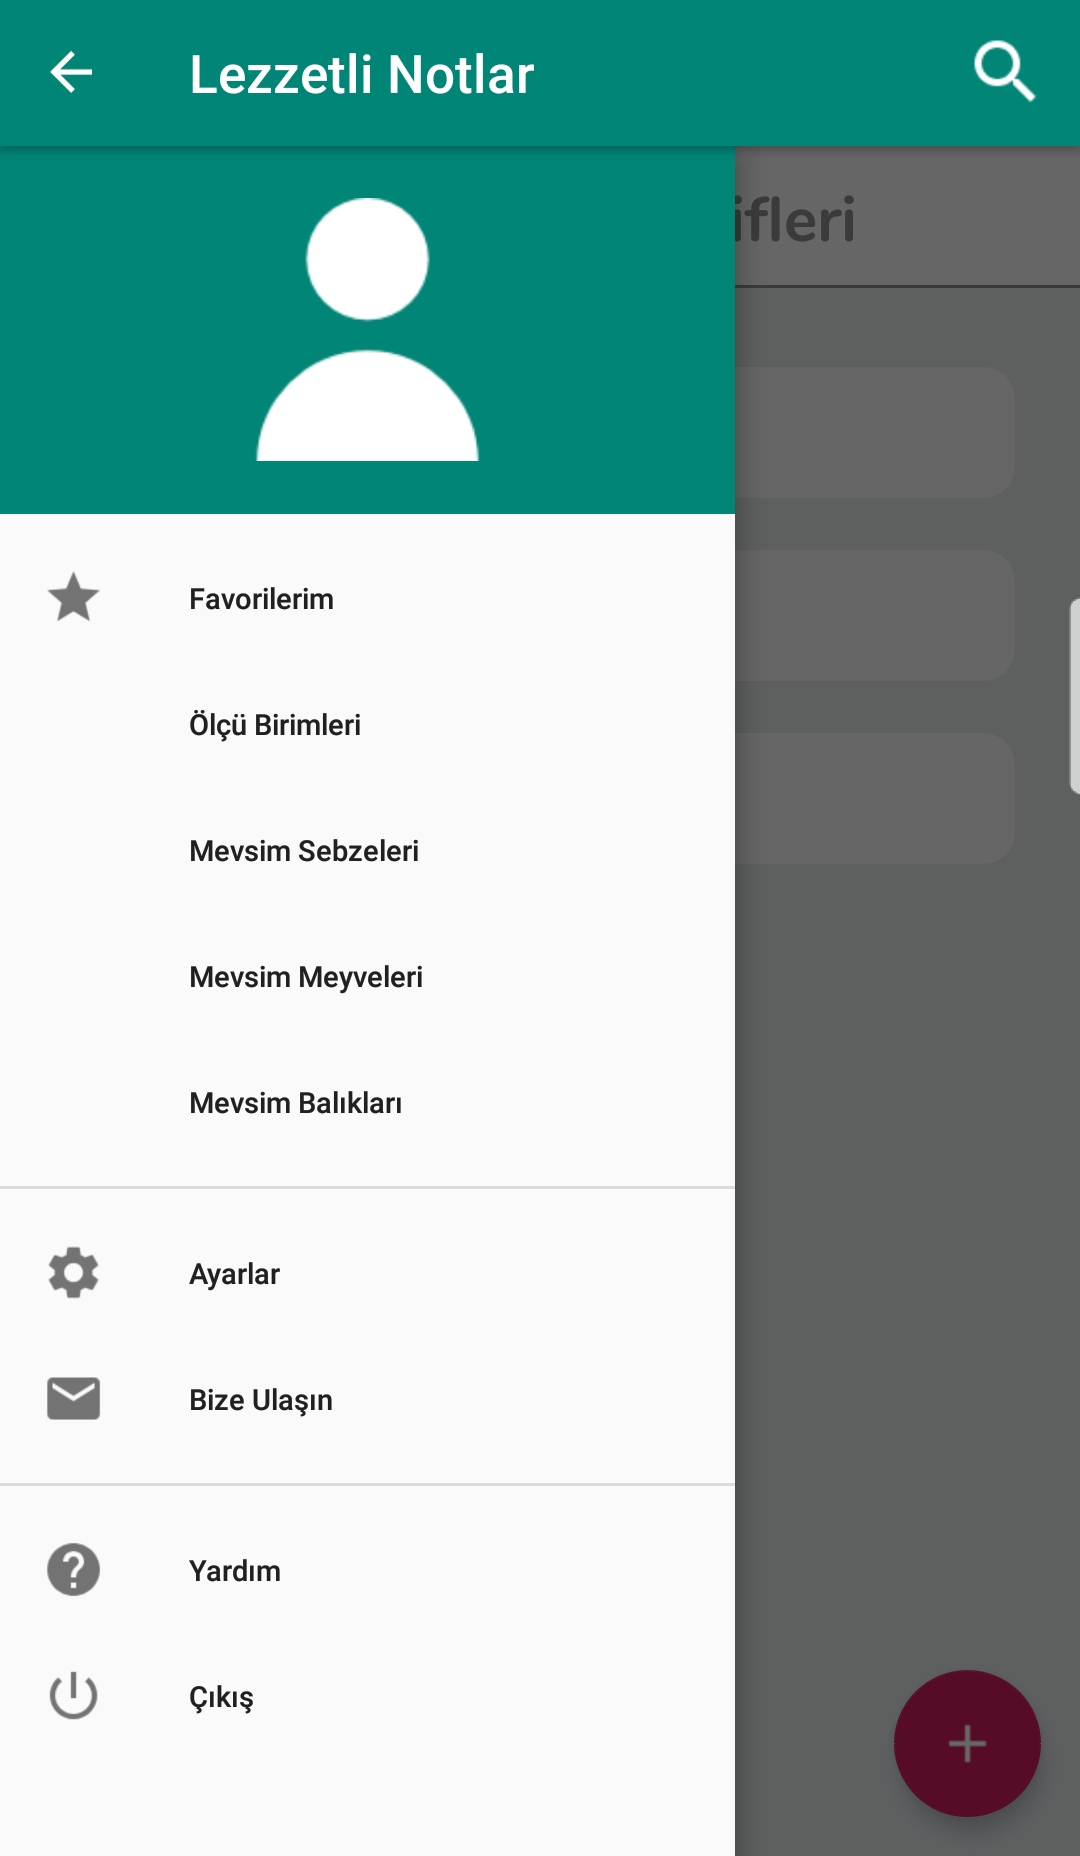 Lezzetli Notlar
ifleri
Favorilerim
Ölçü Birimleri
Mevsim Sebzeleri
Mevsim Meyveleri
Mevsim Balıkları
Ayarlar
Bize Ulaşın
Yardım
Çıkış